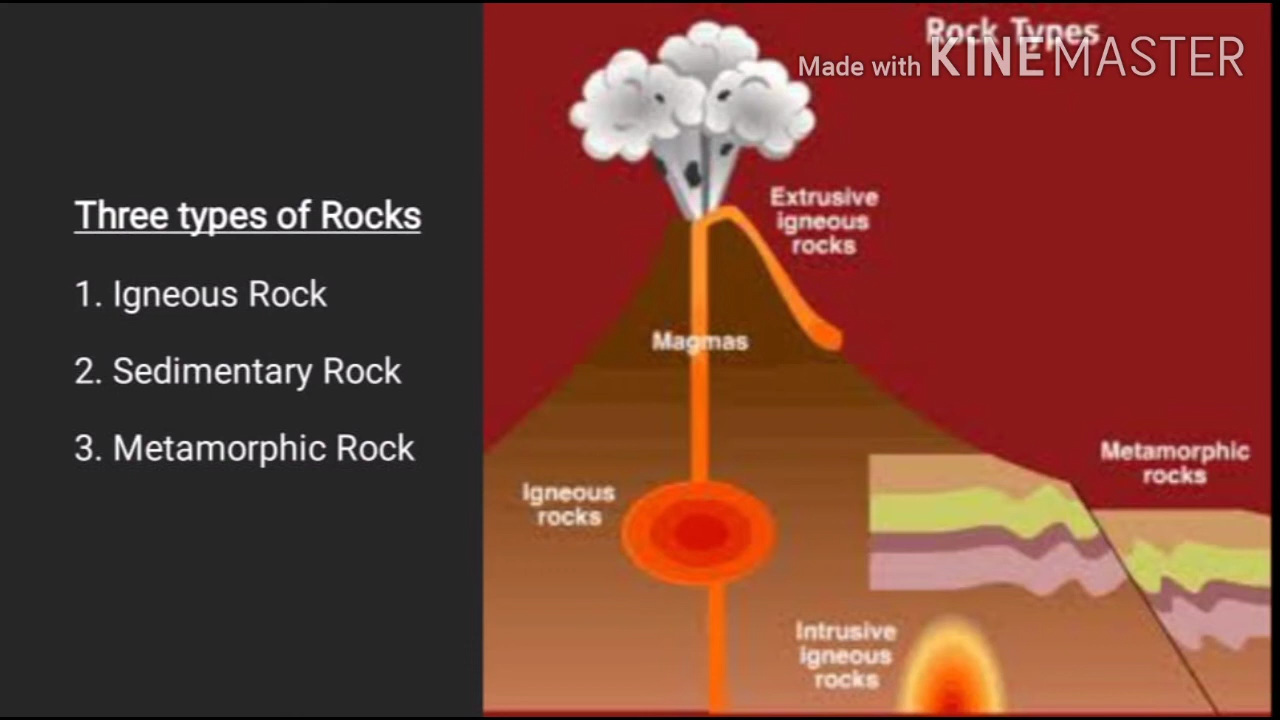 Rock Types
Made with KINEMASTER
Three types of Rocks
1. Igneous Rock
2. Sedimentary Rock
3. Metamorphic Rock
Extrusive
igneous
rocks
Magmas
Metamorphic
rocks
Igneous
rocks
Intrusive
igneous
rocks